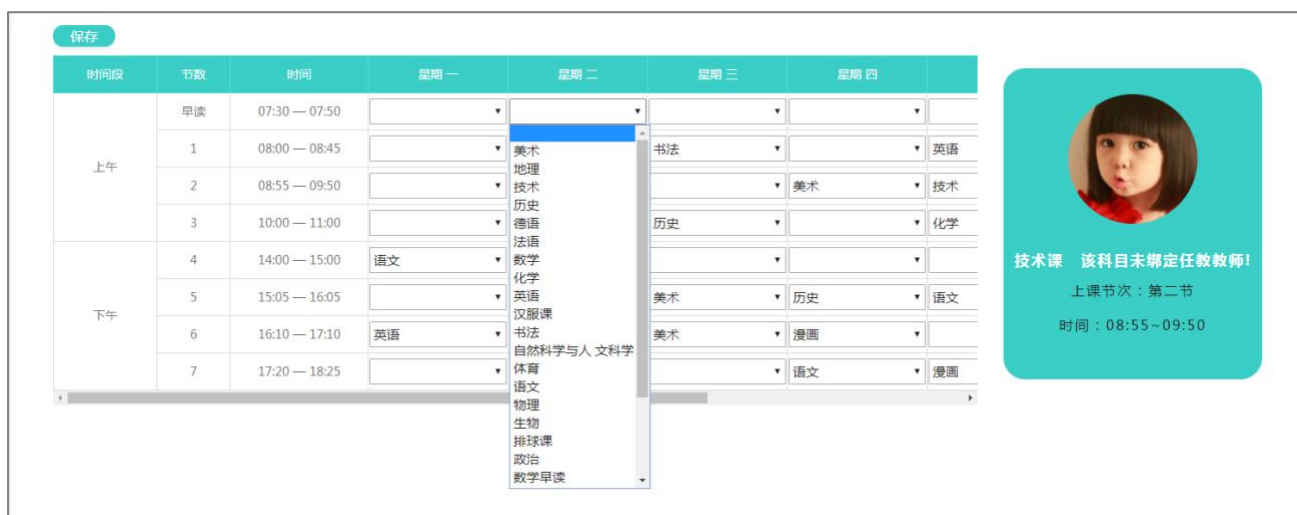 保存
时间段 节数 时间 星期 一 星期 二 星期 三 星期 四
早读 07:30 — 07:50
上午
1 08:00 — 08:45 书法 英语
2 08:55 — 09:50 美术 技术
3 10:00 — 11:00 历史 化学
下午
4 14:00 — 15:00 语文
5 15:05 — 16:05 美术 历史 语文
6 16:10 — 17:10 英语 美术 漫画
7 17:20 — 18:25 语文 漫画
美术
地理
技术
历史
德语
法语
数学
化学
英语
汉服课
书法
自然科学与人 文科学
体育
语文
物理
生物
排球课
政治
数学早读
技术课 该科目未绑定任教教师!
上课节次：第二节
时间：08:55~09:50